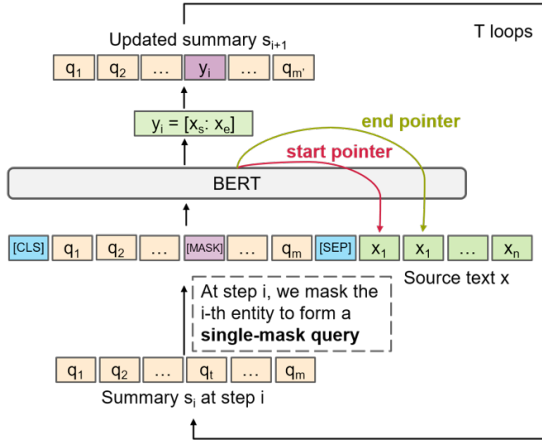 Updated summary s_{i+1}
T loops
q_1 q_2 ... y_i ... q_{m'}
y_i = [x_s: x_e]
end pointer
start pointer
BERT
[CLS] q_1 q_2 ... [MASK] ... q_m [SEP] x_1 x_1 ... x_n
Source text x
At step i, we mask the
i-th entity to form a
single-mask query
q_1 q_2 ... q_t ... q_m
Summary s_i at step i